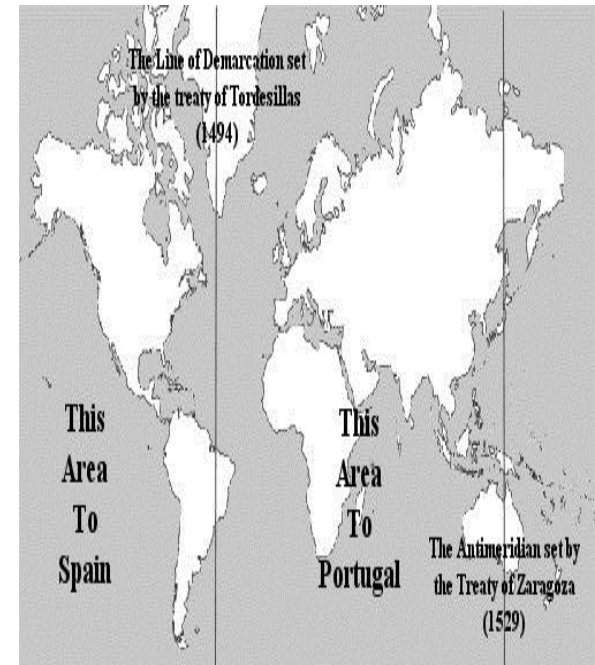 The Line of Demarcation set
by the treaty of Tordesillas
(1494)
This
Area
To
Spain
This
Area
To
Portugal
The Antimeridian set by
the Treaty of Zaragoza
(1529)